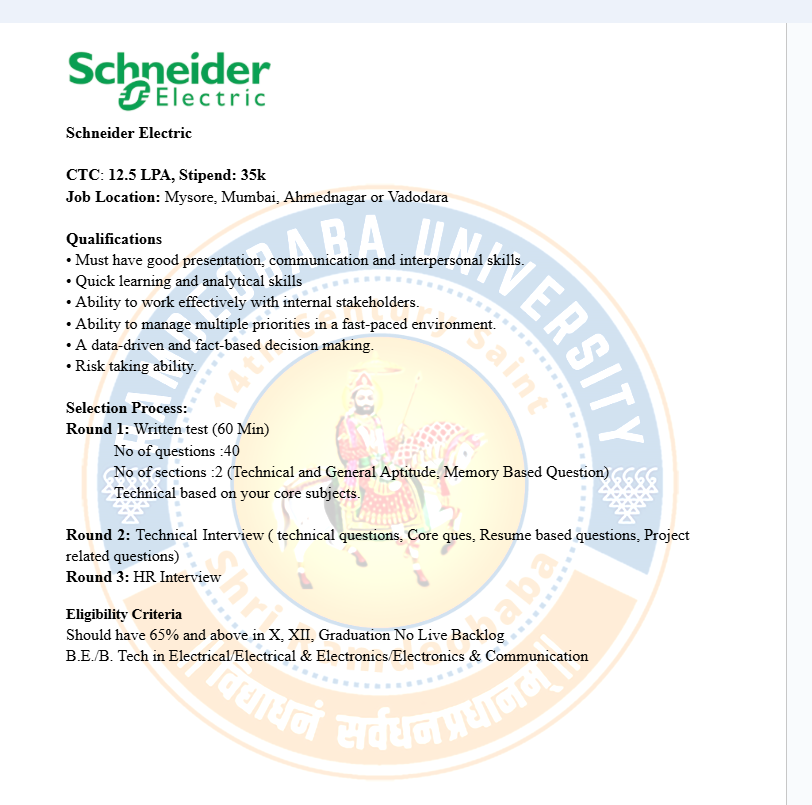 Schneider
Electric
Schneider Electric
CTC: 12.5 LPA, Stipend: 35k
Job Location: Mysore, Mumbai, Ahmednagar or Vadodara
Qualifications
• Must have good presentation, communication and interpersonal skills.
• Quick learning and analytical skills
• Ability to work effectively with internal stakeholders.
• Ability to manage multiple priorities in a fast-paced environment.
• A data-driven and fact-based decision making.
• Risk taking ability.
Selection Process:
Round 1: Written test (60 Min)
No of questions :40
No of sections :2 (Technical and General Aptitude, Memory Based Question)
Technical based on your core subjects.
Round 2: Technical Interview ( technical questions, Core ques, Resume based questions, Project
related questions)
Round 3: HR Interview
Eligibility Criteria
Should have 65% and above in X, XII, Graduation No Live Backlog
B.E./B. Tech in Electrical/Electrical & Electronics/Electronics & Communication
RAMDEOBABA UNIVERSITY
14th Century Saint
Shri Ramdeobaba
।। विद्याधनं सर्वधनप्रधानम् ।।